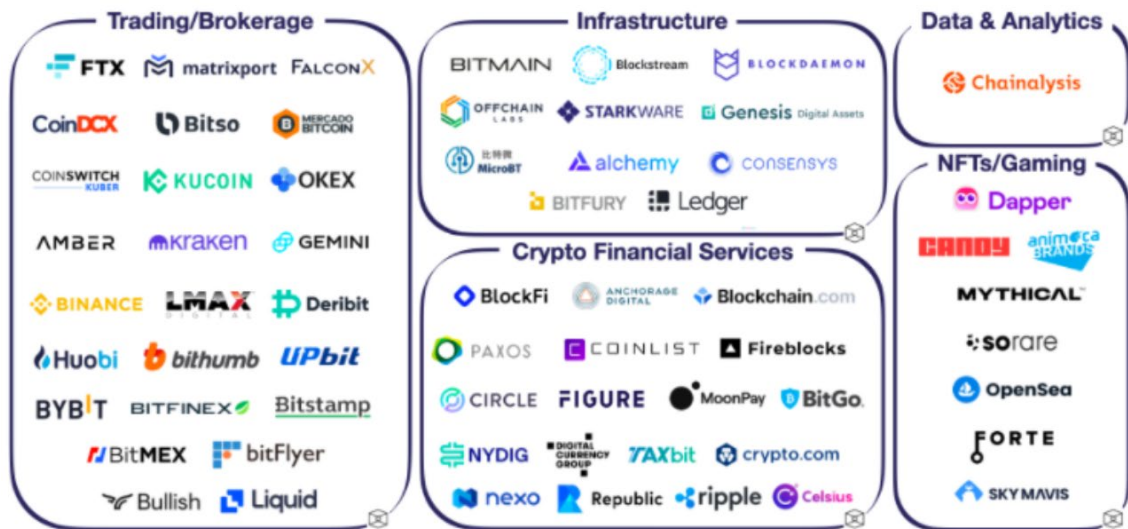 Trading/Brokerage
FTX matrixport FALCONX
CoinDCX Bitso MERCADO BITCOIN
COINSWITCH KUBER KUCOIN OKEX
AMBER kraken GEMINI
BINANCE LMAX DIGITAL Deribit
Huobi bithumb UPbit
BYBIT BITFINEX Bitstamp
BitMEX bitFlyer
Bullish Liquid
Infrastructure
BITMAIN Blockstream BLOCKDAEMON
OFFCHAIN LABS STARKWARE Genesis Digital Assets
比特微 MicroBT alchemy CONSENSYS
BITFURY Ledger
Crypto Financial Services
BlockFi ANCHORAGE DIGITAL Blockchain.com
PAXOS COINLIST Fireblocks
CIRCLE FIGURE MoonPay BitGo
NYDIG DIGITAL CURRENCY GROUP TAXbit crypto.com
nexo Republic ripple Celsius
Data & Analytics
Chainalysis
NFTs/Gaming
Dapper
CANDY animoca BRANDS
MYTHICAL
sorare
OpenSea
FORTE
SKY MAVIS